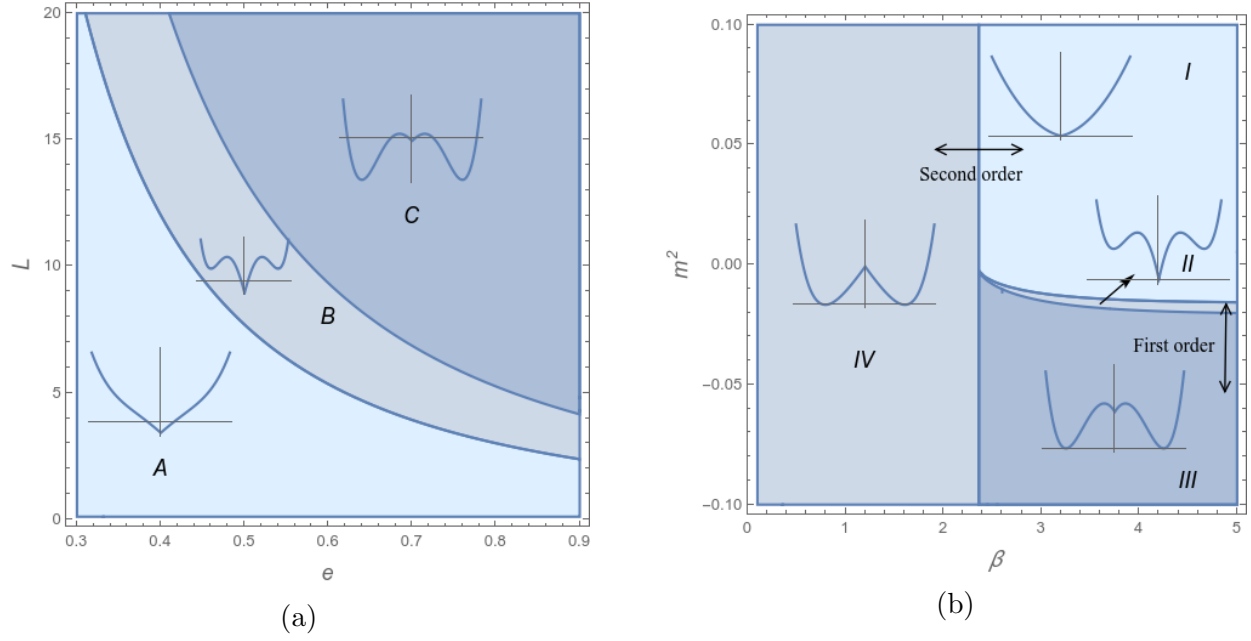 20
15
10
5
0
L
0.3 0.4 0.5 0.6 0.7 0.8 0.9
e
A
B
C
(a)
0.10
0.05
0.00
-0.05
-0.10
m²
0 1 2 3 4 5
β
I
Second order
II
IV
First order
III
(b)